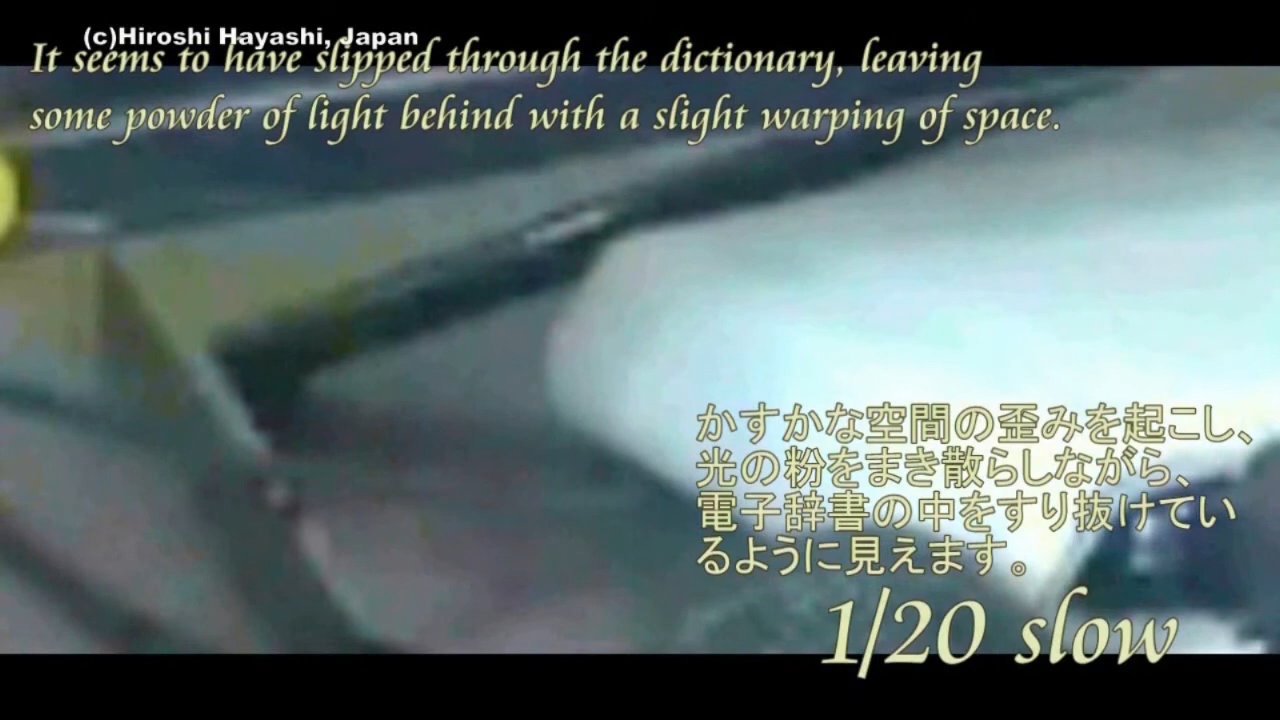 (c)Hiroshi Hayashi, Japan
It seems to have slipped through the dictionary, leaving
some powder of light behind with a slight warping of space.
かすかな空間の歪みを起こし、
光の粉をまき散らしながら、
電子辞書の中をすり抜けてい
るように見えます。
1/20 slow